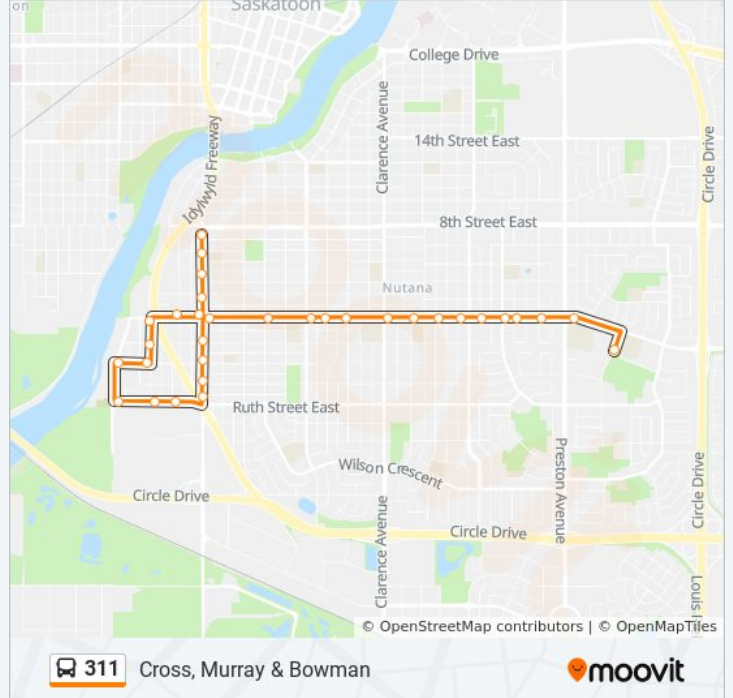 on
Saskatoon
College Drive
Clarence Avenue
14th Street East
Circle Drive
Idylwyld Freeway
8th Street East
Nutana
Ruth Street East
Wilson Crescent
Preston Avenue
Circle Drive
Circle Drive
Clarence Avenue
Circle Drive
Louis
© OpenStreetMap contributors | © OpenMapTiles
311 Cross, Murray & Bowman
moovit